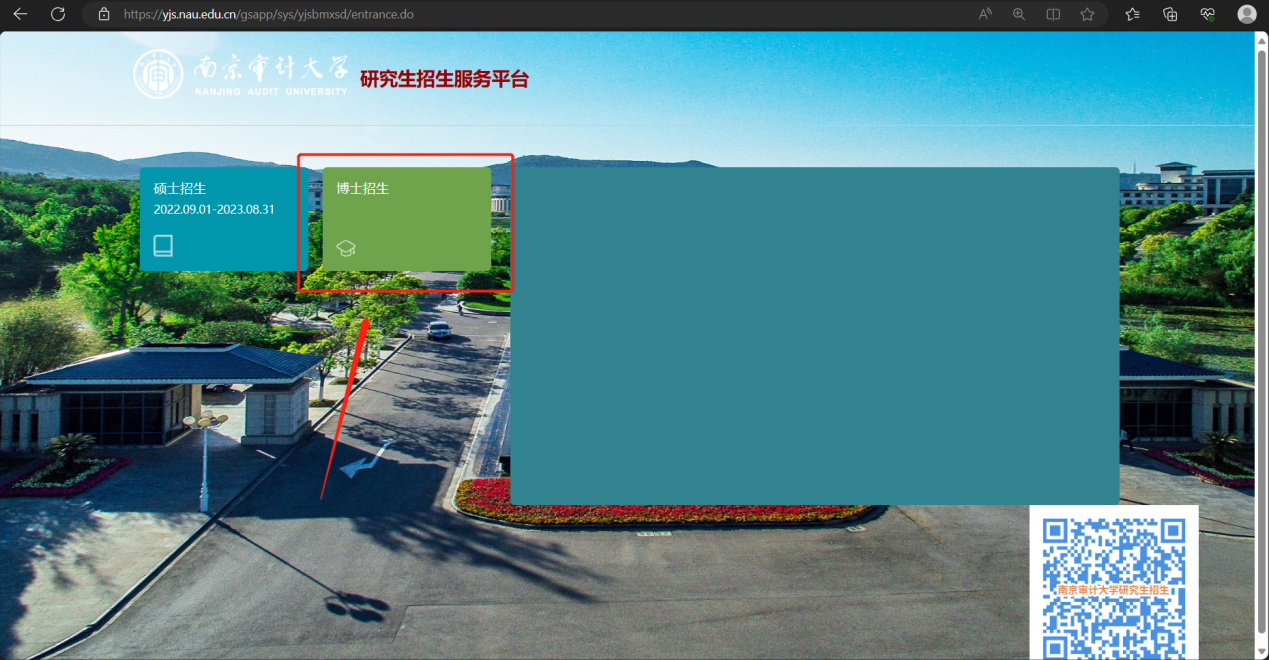 https://yjs.nau.edu.cn/gsapp/sys/yjsbmxsd/entrance.do
南京审计大学
NANJING AUDIT UNIVERSITY
研究生招生服务平台
硕士招生
2022.09.01-2023.08.31
博士招生
南京审计大学研究生招生